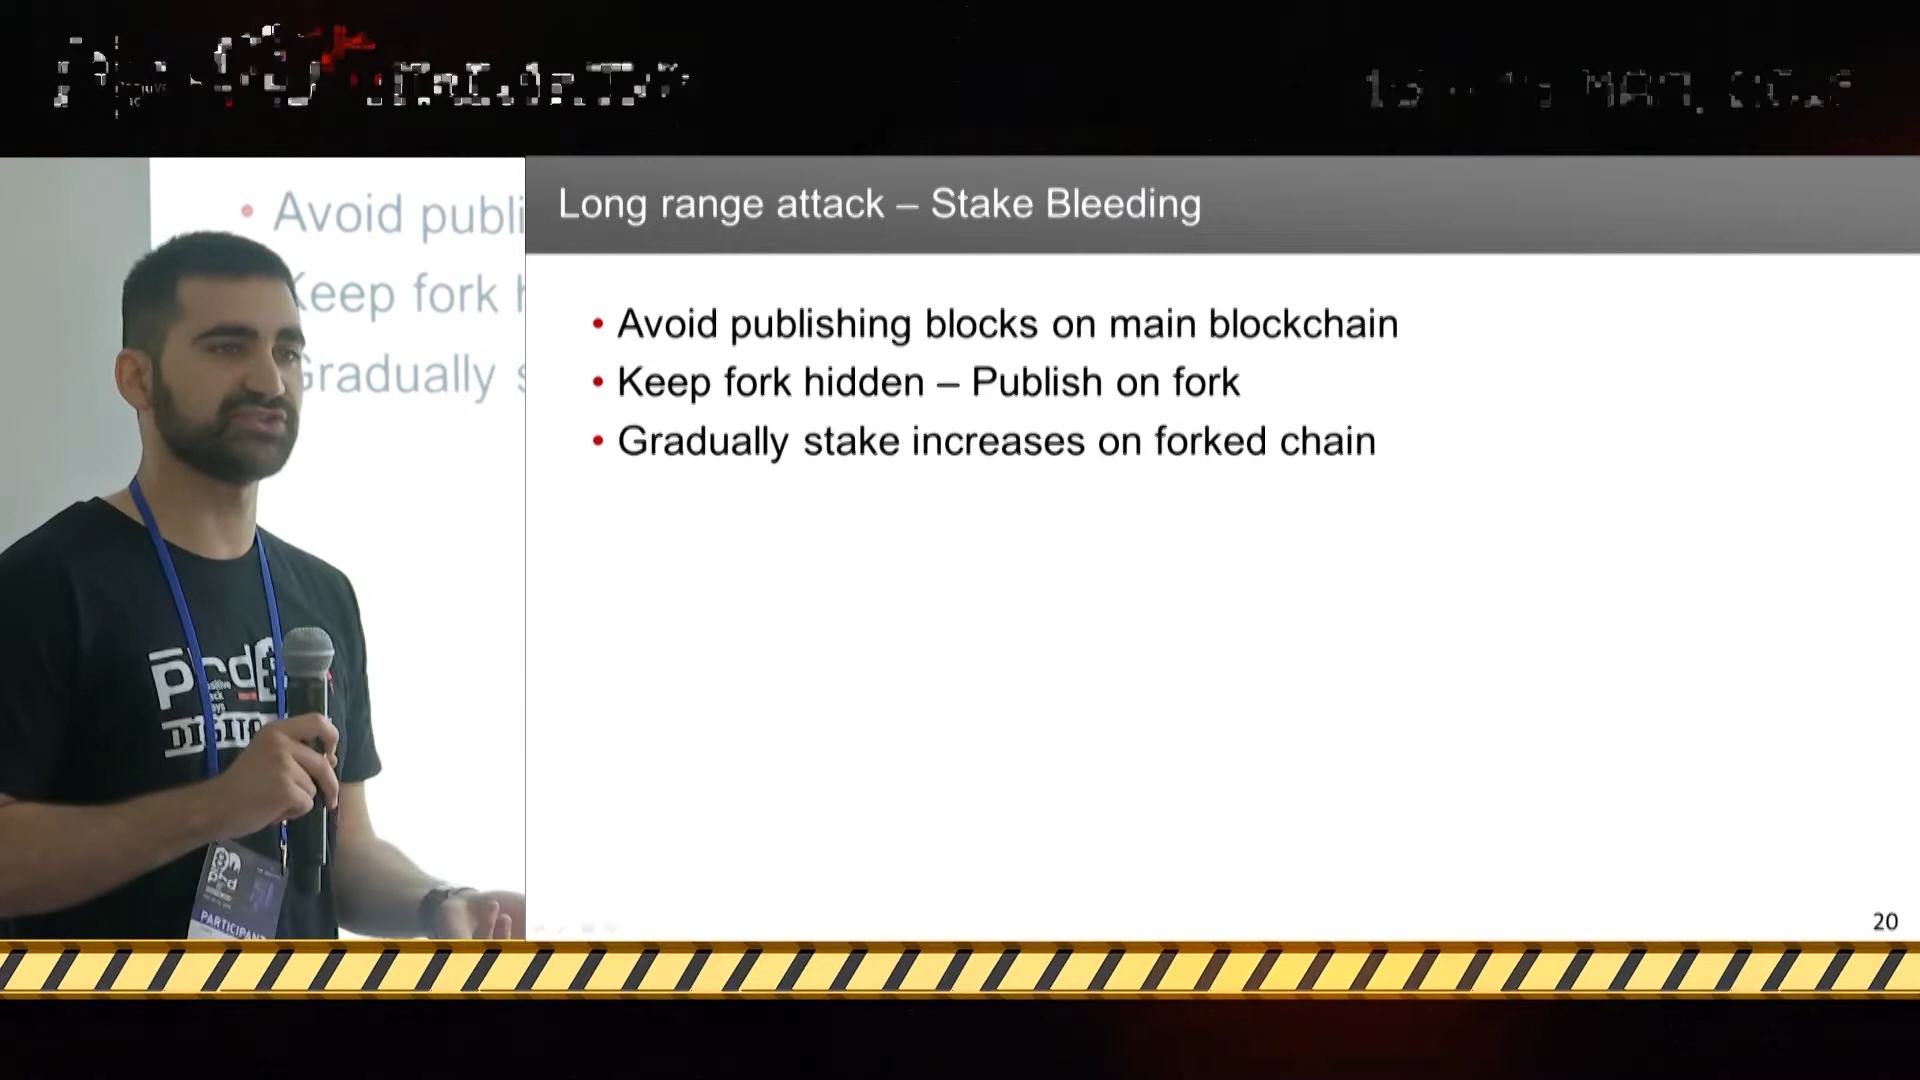 Long range attack – Stake Bleeding
• Avoid publishing blocks on main blockchain
• Keep fork hidden – Publish on fork
• Gradually stake increases on forked chain
20
• Avoid publi
Keep fork
Gradually s
phd
PARTICIPANT